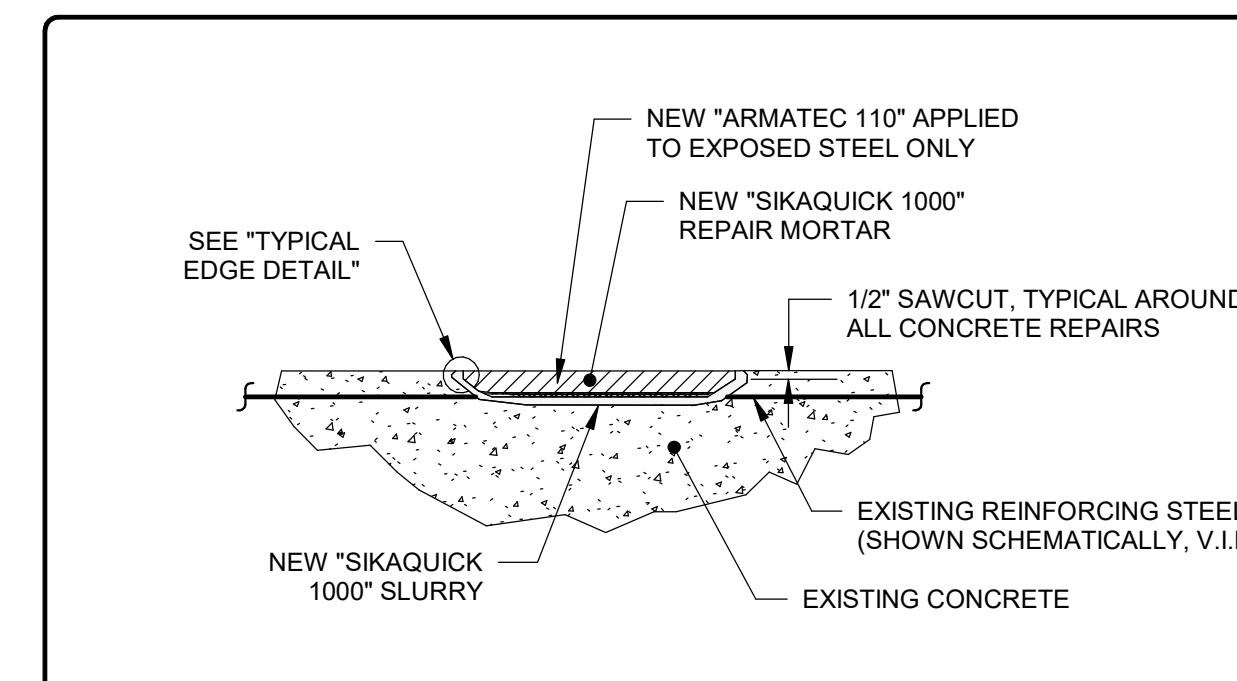 NEW "ARMATEC 110" APPLIED
TO EXPOSED STEEL ONLY
NEW "SIKAQUICK 1000"
REPAIR MORTAR
SEE "TYPICAL
EDGE DETAIL"
1/2" SAWCUT, TYPICAL AROUND
ALL CONCRETE REPAIRS
EXISTING REINFORCING STEEL
(SHOWN SCHEMATICALLY, V.I.
NEW "SIKAQUICK
1000" SLURRY
EXISTING CONCRETE